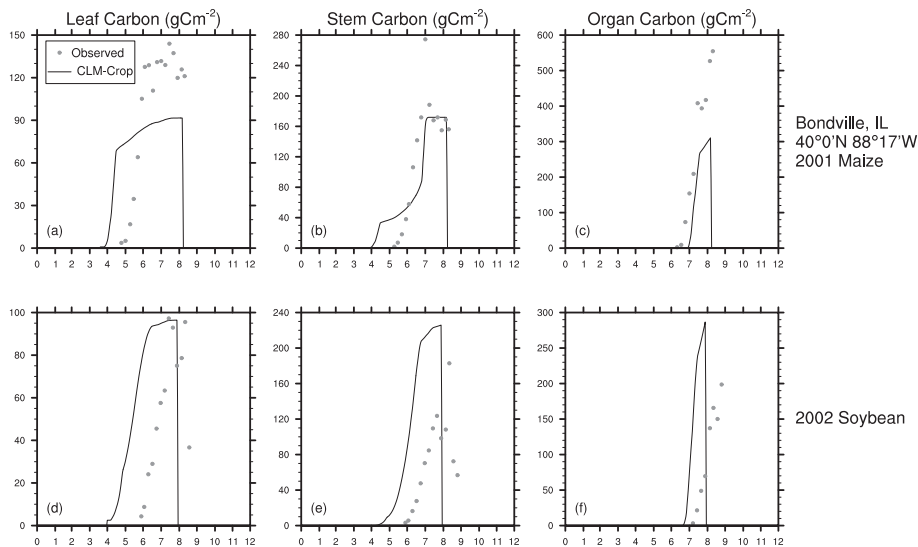 Leaf Carbon (gCm-2) Stem Carbon (gCm-2) Organ Carbon (gCm-2)
150
120
90
60
30
0
Observed
CLM-Crop
(a)
0 1 2 3 4 5 6 7 8 9 10 11 12
280
240
200
160
120
80
40
0
(b)
0 1 2 3 4 5 6 7 8 9 10 11 12
600
500
400
300
200
100
0
(c)
0 1 2 3 4 5 6 7 8 9 10 11 12
Bondville, IL
40°0'N 88°17'W
2001 Maize
100
80
60
40
20
0
(d)
0 1 2 3 4 5 6 7 8 9 10 11 12
240
200
160
120
80
40
0
(e)
0 1 2 3 4 5 6 7 8 9 10 11 12
300
250
200
150
100
50
0
(f)
0 1 2 3 4 5 6 7 8 9 10 11 12
2002 Soybean